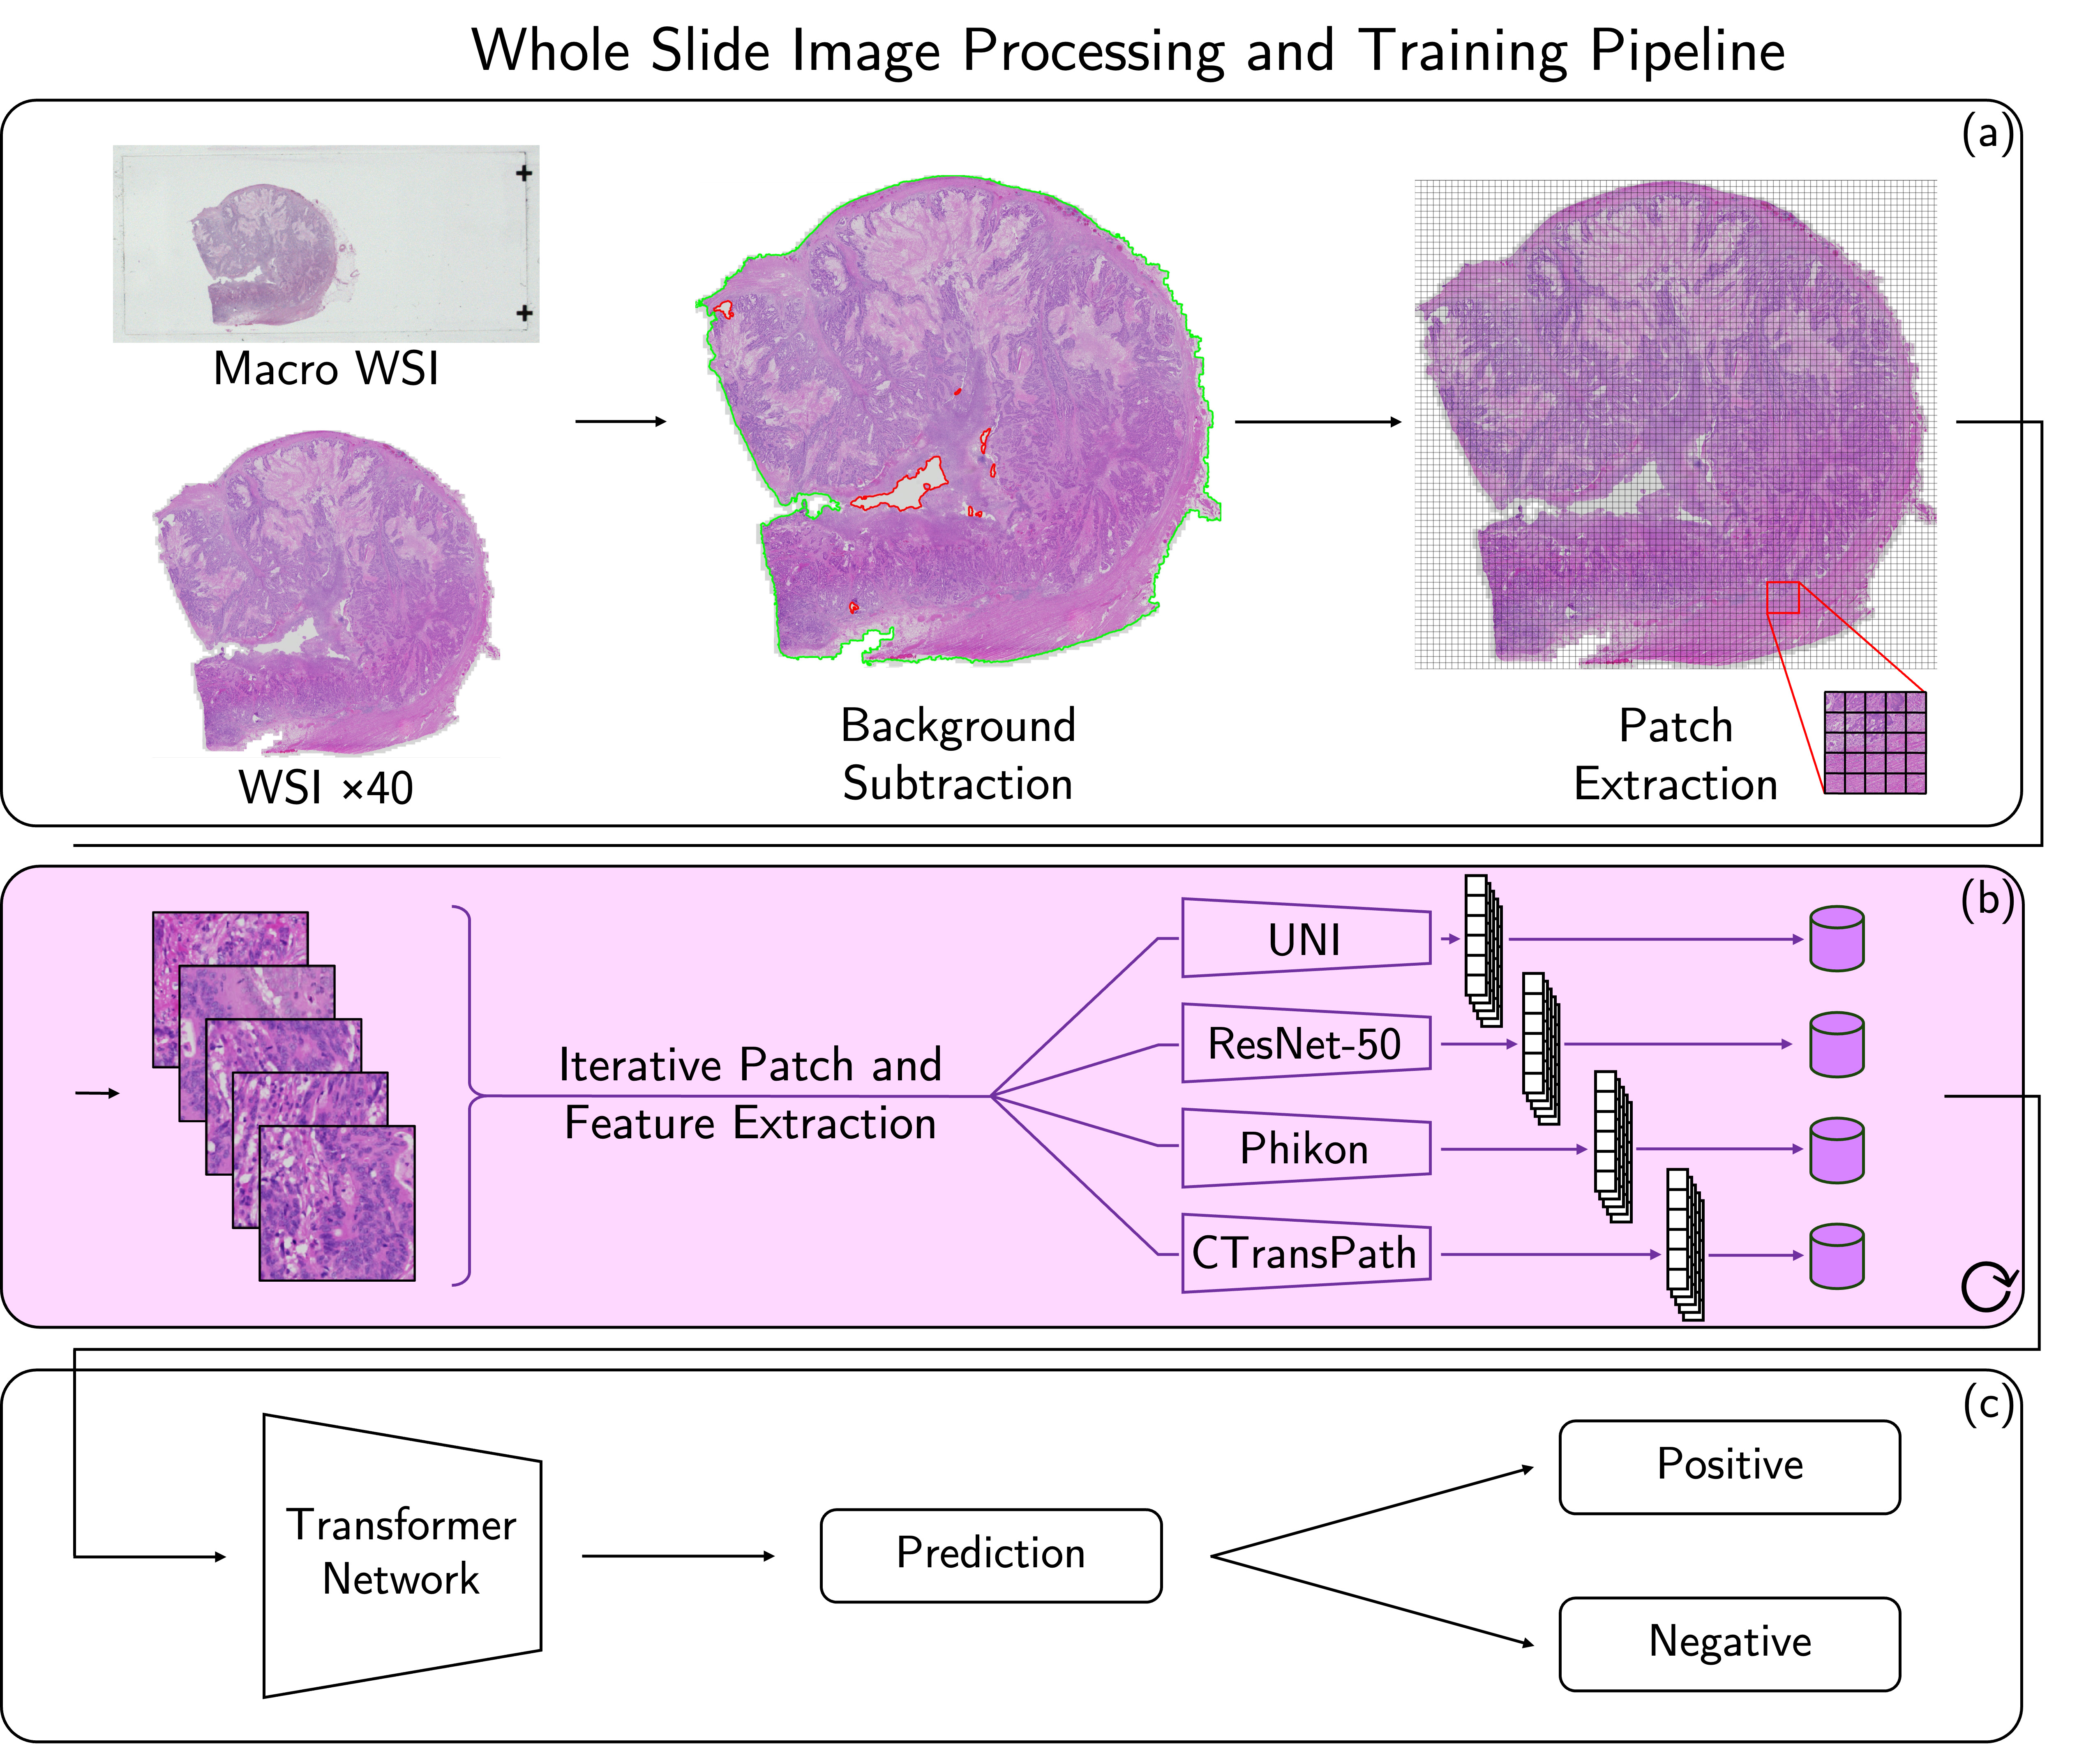 Whole Slide Image Processing and Training Pipeline
(a)
Macro WSI
WSI ×40
Background
Subtraction
Patch
Extraction
(b)
Iterative Patch and
Feature Extraction
UNI
ResNet-50
Phikon
CTransPath
(c)
Transformer
Network
Prediction
Positive
Negative